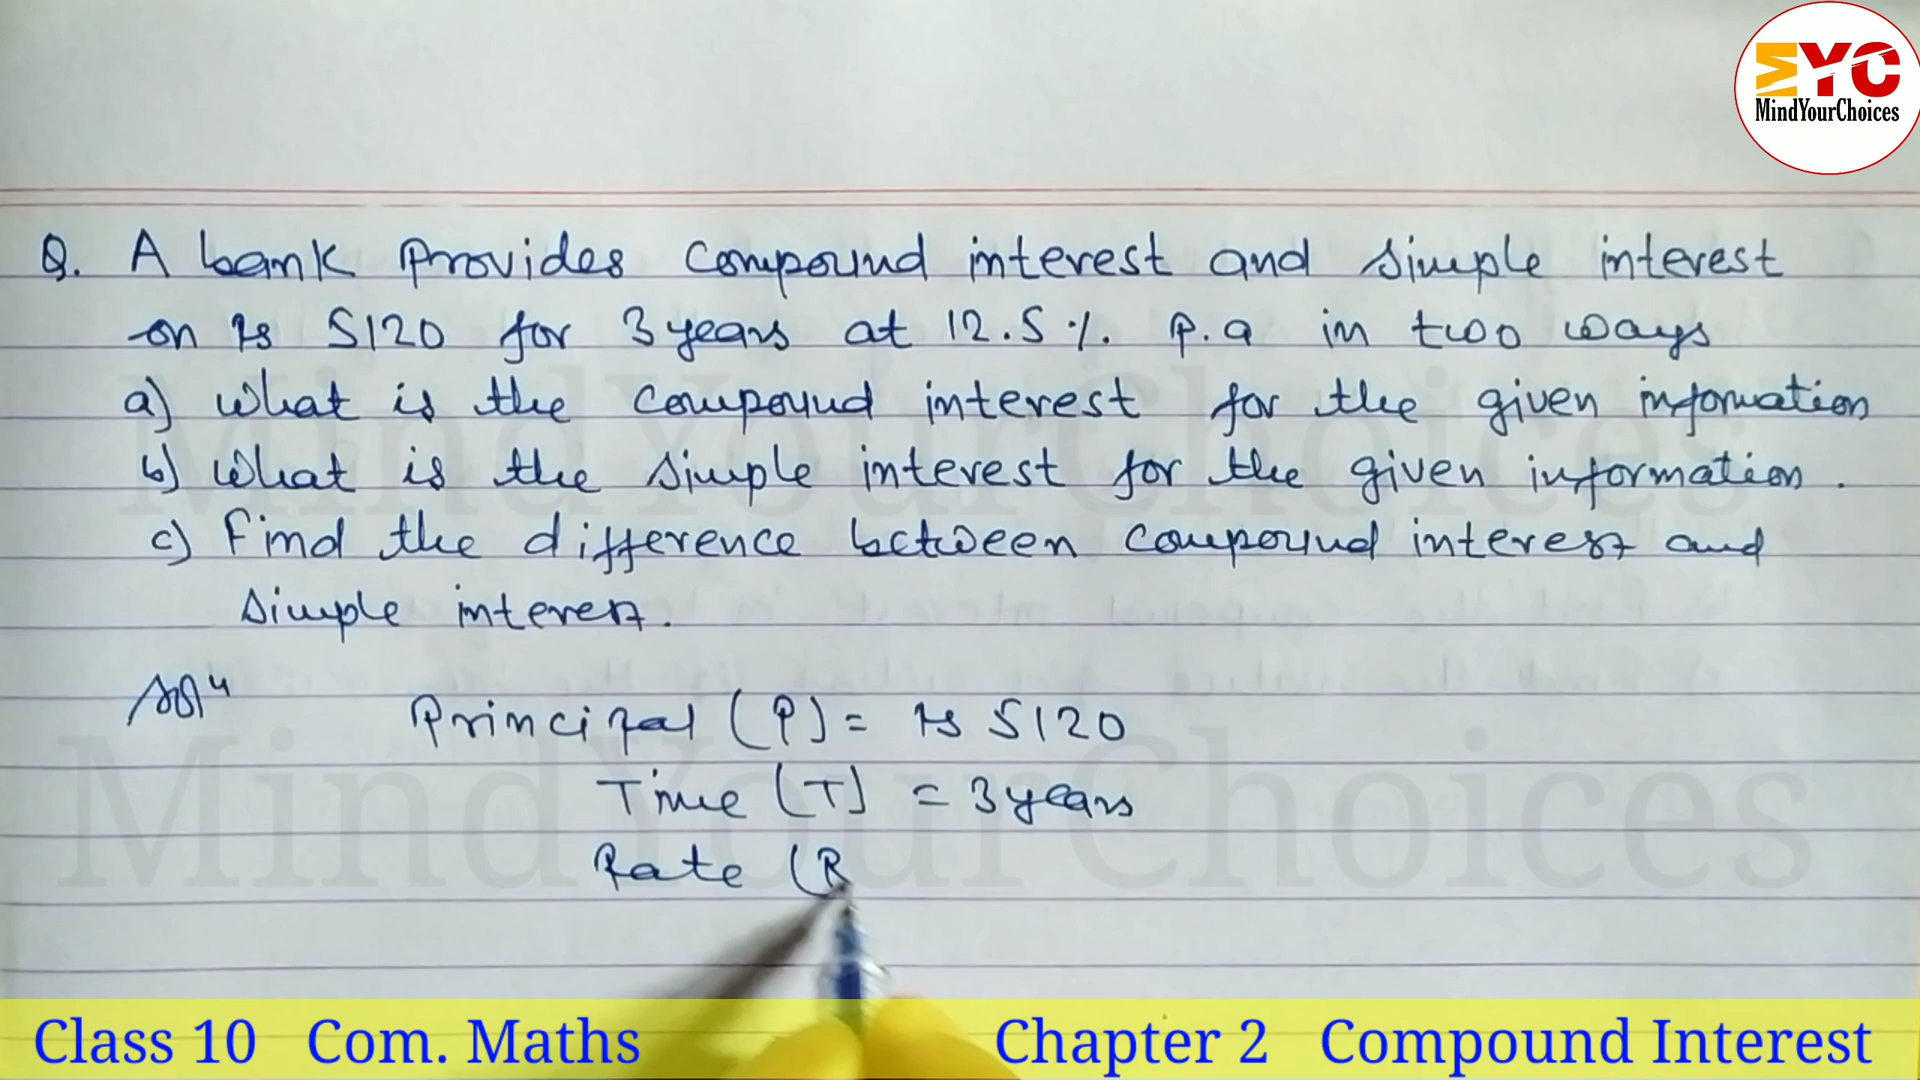 MYC
MindYourChoices
Q. A bank provides compound interest and simple interest
on Rs 5120 for 3 years at 12.5 %. P.a in two ways
a) What is the compound interest for the given information
b) What is the simple interest for the given information.
c) Find the difference between compound interest and
simple interest.
Soln Principal (P) = Rs 5120
Time (T) = 3 years
Rate (R
MindYourChoices
MindYourChoices
Class 10 Com. Maths Chapter 2 Compound Interest